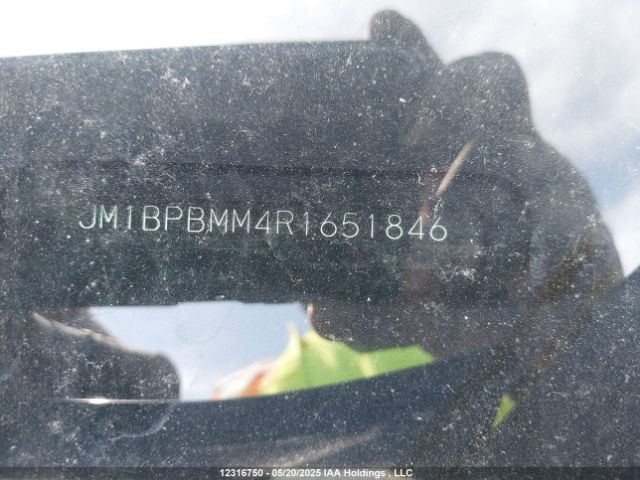 JM1BPBMM4R1651846
12316750 - 05/20/2025 IAA Holdings , LLC